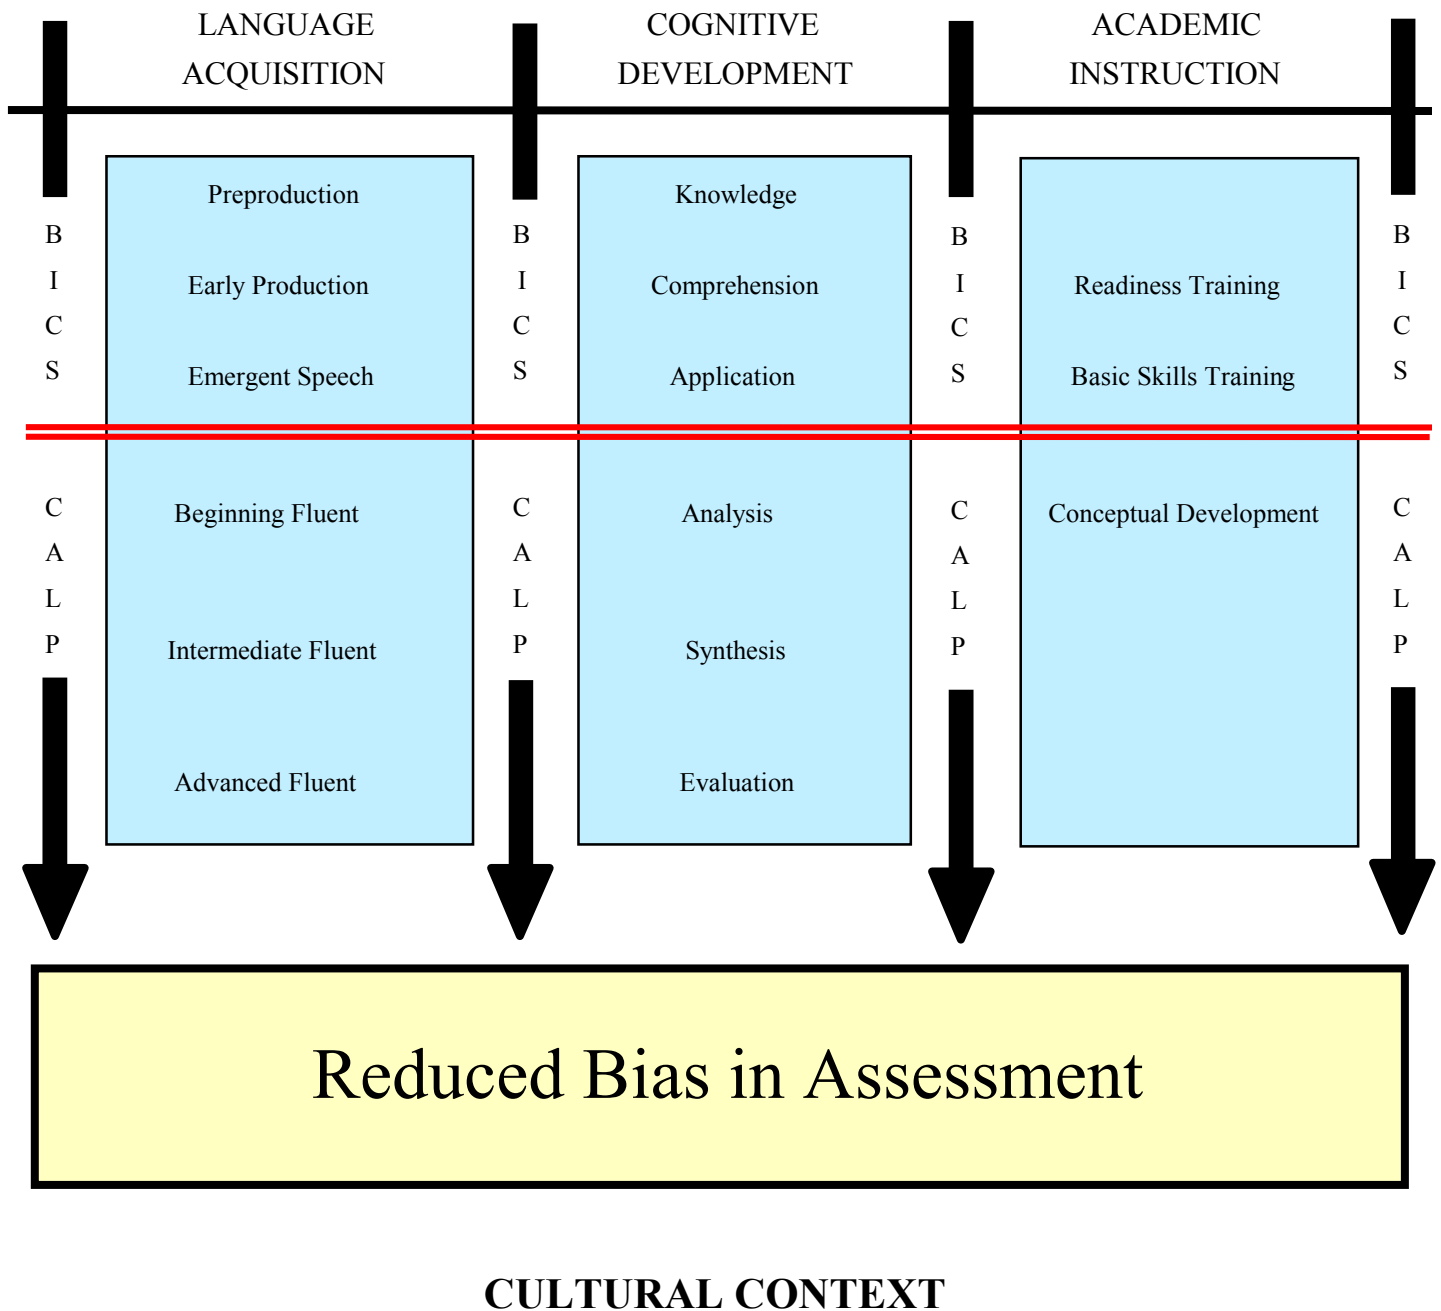 LANGUAGE
ACQUISITION
COGNITIVE
DEVELOPMENT
ACADEMIC
INSTRUCTION
B
I
C
S
C
A
L
P
Preproduction
Early Production
Emergent Speech
Beginning Fluent
Intermediate Fluent
Advanced Fluent
B
I
C
S
C
A
L
P
Knowledge
Comprehension
Application
Analysis
Synthesis
Evaluation
B
I
C
S
C
A
L
P
Readiness Training
Basic Skills Training
Conceptual Development
B
I
C
S
C
A
L
P
Reduced Bias in Assessment
CULTURAL CONTEXT